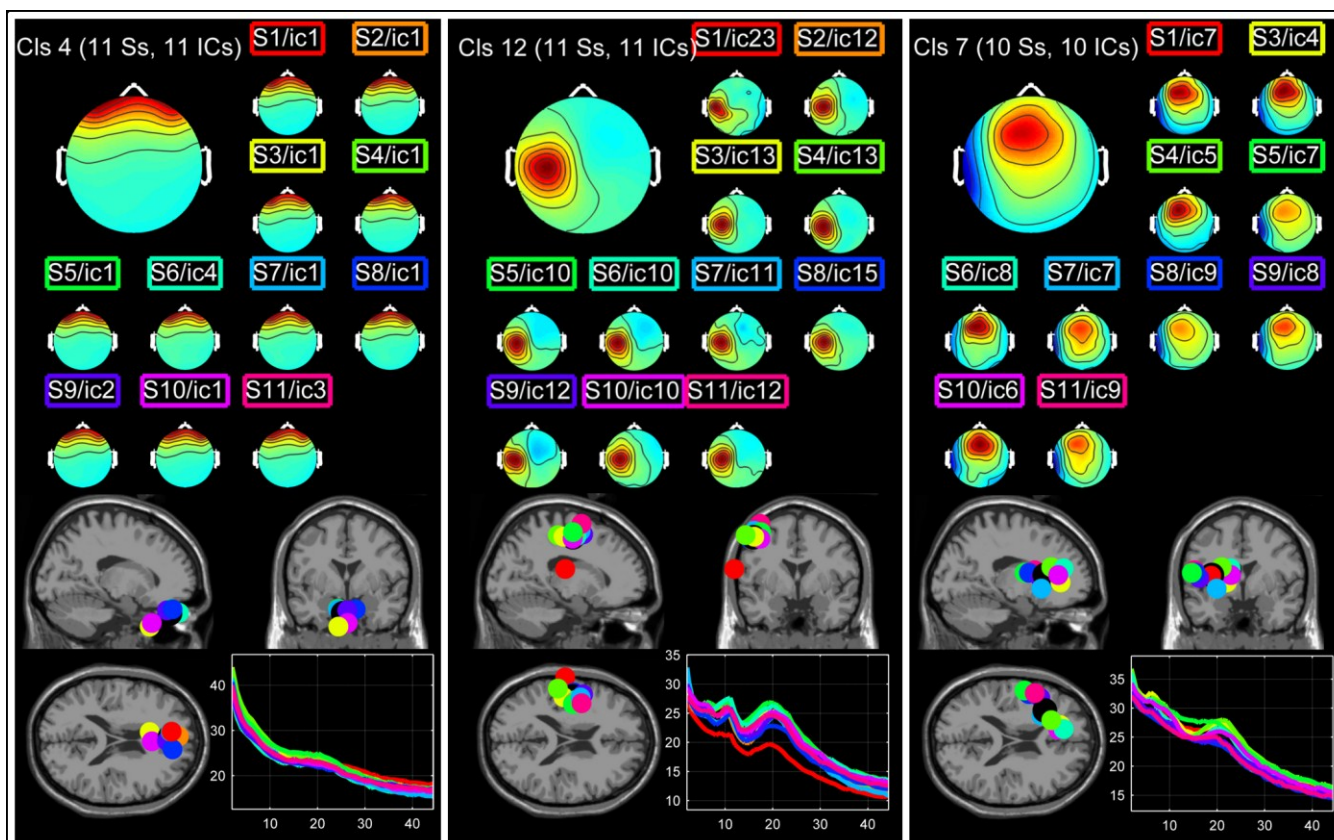 Cls 4 (11 Ss, 11 ICs)
S1/ic1 S2/ic1
S3/ic1 S4/ic1
S5/ic1 S6/ic4 S7/ic1 S8/ic1
S9/ic2 S10/ic1 S11/ic3
40
30
20
10 20 30 40
Cls 12 (11 Ss, 11 ICs)
S1/ic23 S2/ic12
S3/ic13 S4/ic13
S5/ic10 S6/ic10 S7/ic11 S8/ic15
S9/ic12 S10/ic10 S11/ic12
35
30
25
20
15
10
10 20 30 40
Cls 7 (10 Ss, 10 ICs)
S1/ic7 S3/ic4
S4/ic5 S5/ic7
S6/ic8 S7/ic7 S8/ic9 S9/ic8
S10/ic6 S11/ic9
35
30
25
20
15
10 20 30 40